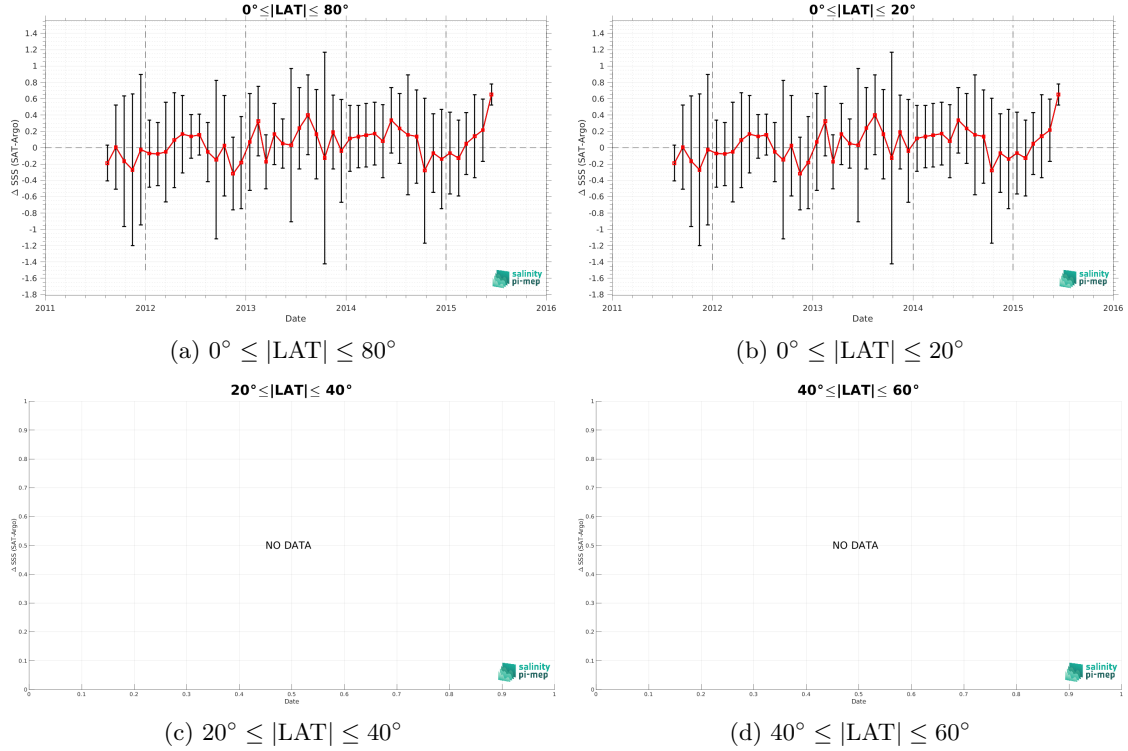 0°≤|LAT|≤ 80°
1.4
1.2
1
0.8
0.6
0.4
0.2
0
-0.2
-0.4
-0.6
-0.8
-1
-1.2
-1.4
-1.6
-1.8
Δ SSS (SAT-Argo)
2011 2012 2013 2014 2015 2016
Date
salinity
pi-mep
(a) 0° ≤ |LAT| ≤ 80°
0°≤|LAT|≤ 20°
1.4
1.2
1
0.8
0.6
0.4
0.2
0
-0.2
-0.4
-0.6
-0.8
-1
-1.2
-1.4
-1.6
-1.8
Δ SSS (SAT-Argo)
2011 2012 2013 2014 2015 2016
Date
salinity
pi-mep
(b) 0° ≤ |LAT| ≤ 20°
20°≤|LAT|≤ 40°
1
0.9
0.8
0.7
0.6
0.5
0.4
0.3
0.2
0.1
0
Δ SSS (SAT-Argo)
NO DATA
0 0.1 0.2 0.3 0.4 0.5 0.6 0.7 0.8 0.9 1
Date
salinity
pi-mep
(c) 20° ≤ |LAT| ≤ 40°
40°≤|LAT|≤ 60°
1
0.9
0.8
0.7
0.6
0.5
0.4
0.3
0.2
0.1
0
Δ SSS (SAT-Argo)
NO DATA
0 0.1 0.2 0.3 0.4 0.5 0.6 0.7 0.8 0.9 1
Date
salinity
pi-mep
(d) 40° ≤ |LAT| ≤ 60°